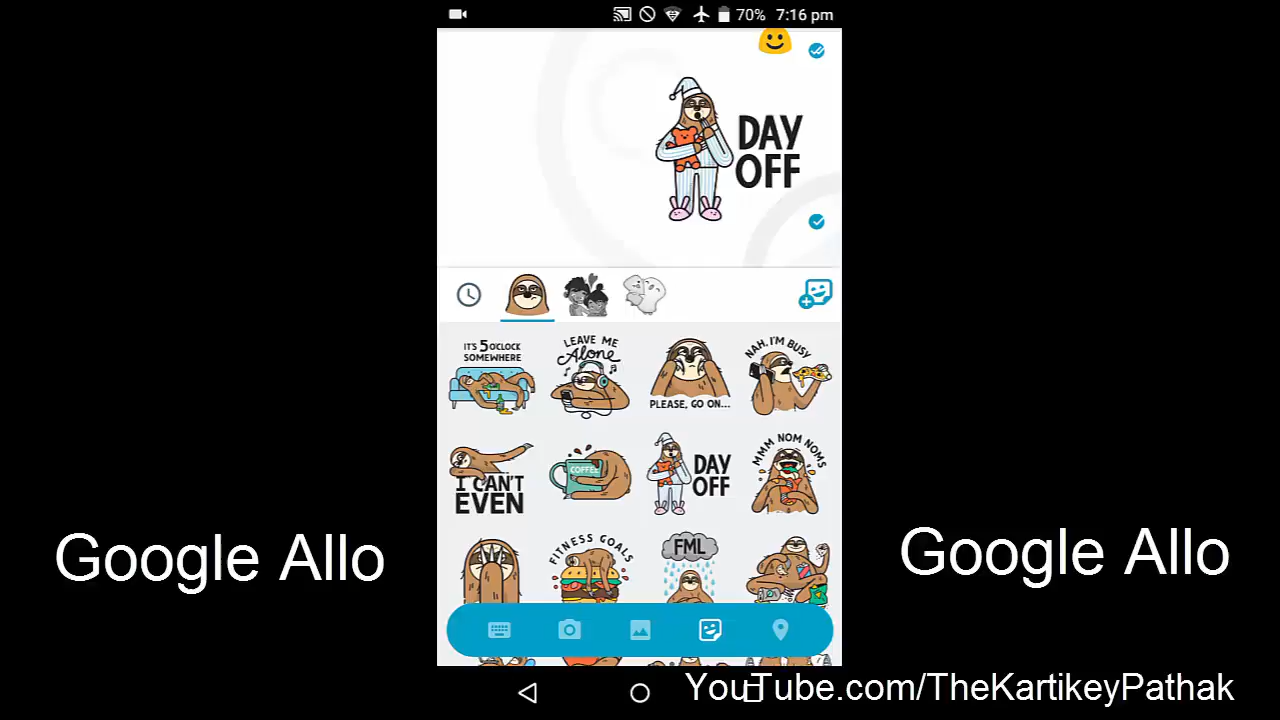 70% 7:16 pm
DAY
OFF
IT'S 5 O'CLOCK
SOMEWHERE
LEAVE ME
Alone
PLEASE, GO ON...
NAH, I'M BUSY
I CAN'T
EVEN
COFFEE
DAY
OFF
MMM NOM NOMS
FITNESS GOALS
FML
Google Allo
Google Allo
YouTube.com/TheKartikeyPathak